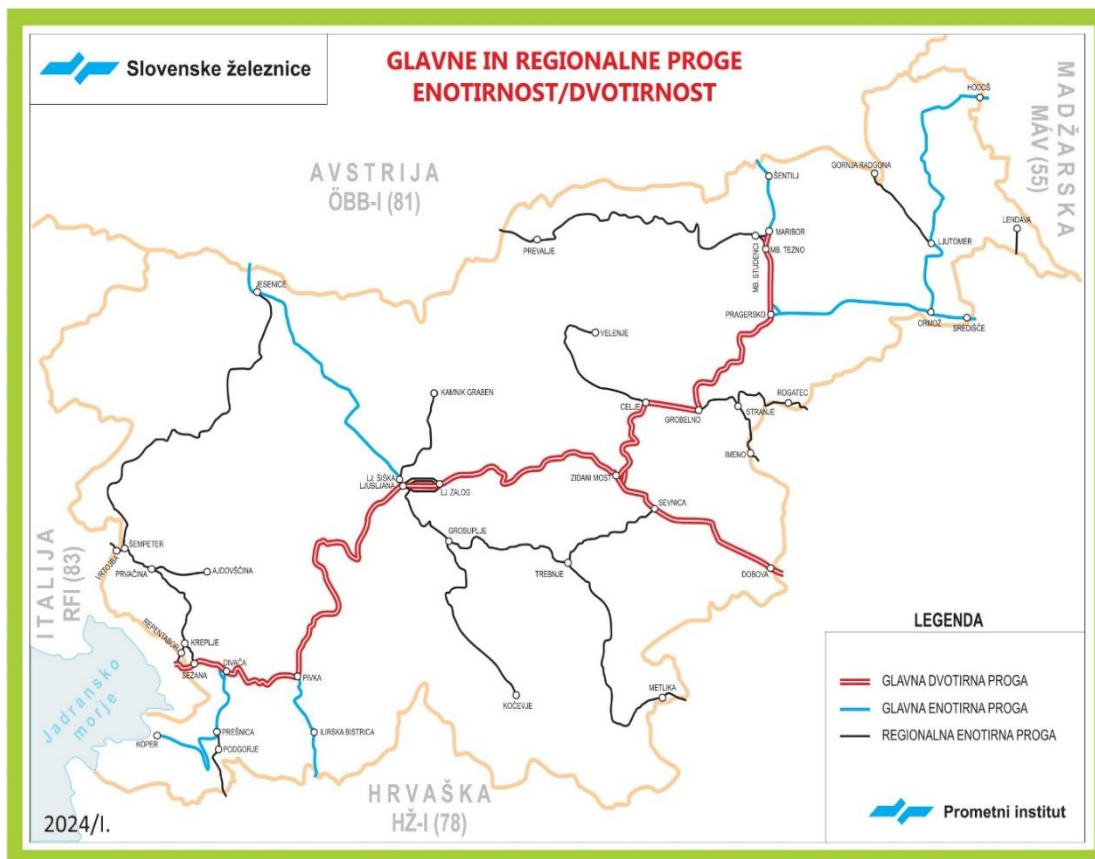 Slovenske železnice
GLAVNE IN REGIONALNE PROGE
ENOTIRNOST/DVOTIRNOST
MADŽARSKA
MÁV (55)
HODOŠ
AVSTRIJA
ÖBB-I (81)
GORNJA RADGONA
ŠENTILJ
LENDAVA
MARIBOR
PREVALJE
MB. TEZNO
MB. STUDENCI
LJUTOMER
JESENICE
PRAGERSKO
ORMOŽ
SREDIŠČE
VELENJE
KAMNIK GRABEN
ROGATEC
CELJE
GROBELNO
STRANJE
IMENO
LJ. ŠIŠKA
LJUBLJANA
LJ. ZALOG
ZIDANI MOST
SEVNICA
GROSUPLJE
ŠEMPETER
VRTOJBA
PRVAČINA
AJDOVŠČINA
TREBNJE
DOBOVA
ITALIJA
RFI (83)
REPENTABOR
KREPLJE
SEŽANA
DIVAČA
PIVKA
KOČEVJE
METLIKA
Jadransko
morje
KOPER
PREŠNICA
PODGORJE
ILIRSKA BISTRICA
HRVAŠKA
HŽ-I (78)
2024/I.
LEGENDA
GLAVNA DVOTIRNA PROGA
GLAVNA ENOTIRNA PROGA
REGIONALNA ENOTIRNA PROGA
Prometni institut